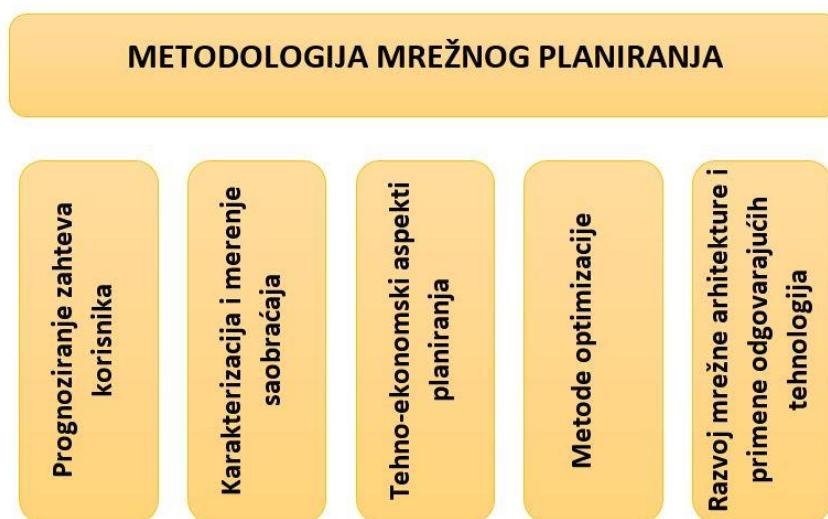 METODOLOGIJA MREŽNOG PLANIRANJA
Prognoziranje zahteva
korisnika
Karakterizacija i merenje
saobraćaja
Tehno-ekonomski aspekti
planiranja
Metode optimizacije
Razvoj mrežne arhitekture i
primene odgovarajućih
tehnologija